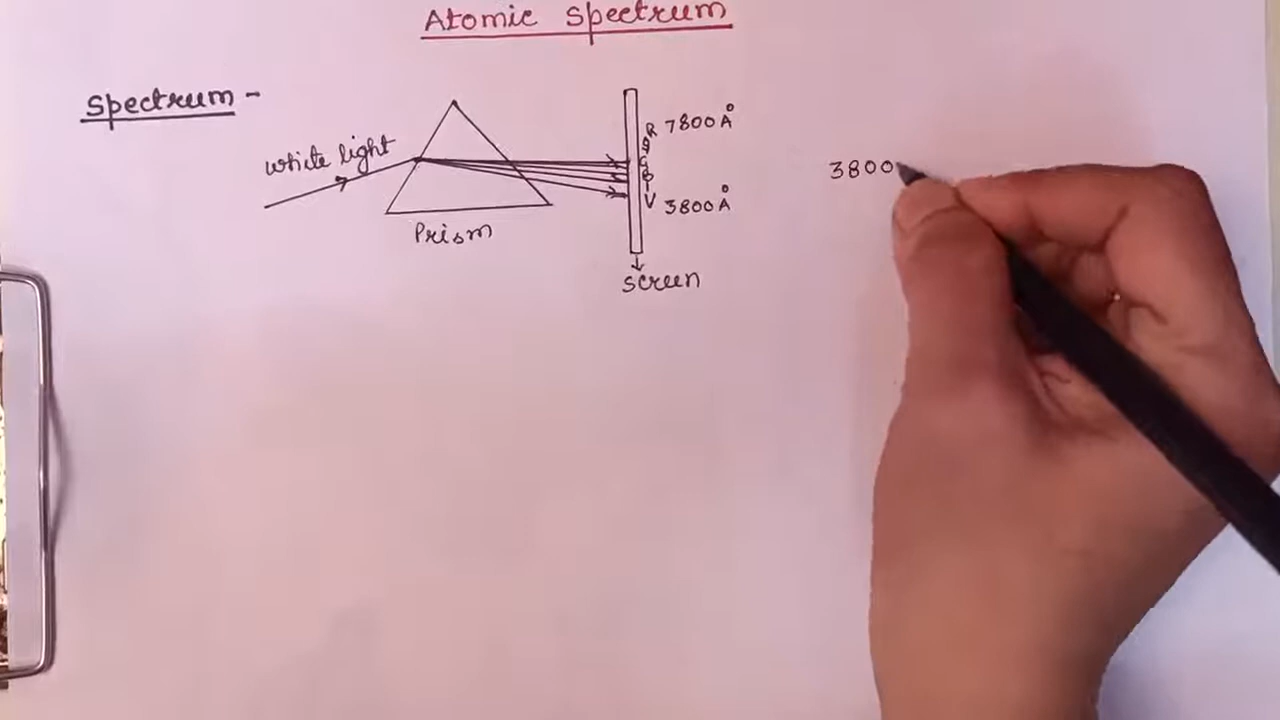 Atomic Spectrum
Spectrum -
white light
Prism
R 7800 Å
G
B
I
V 3800 Å
screen
3800